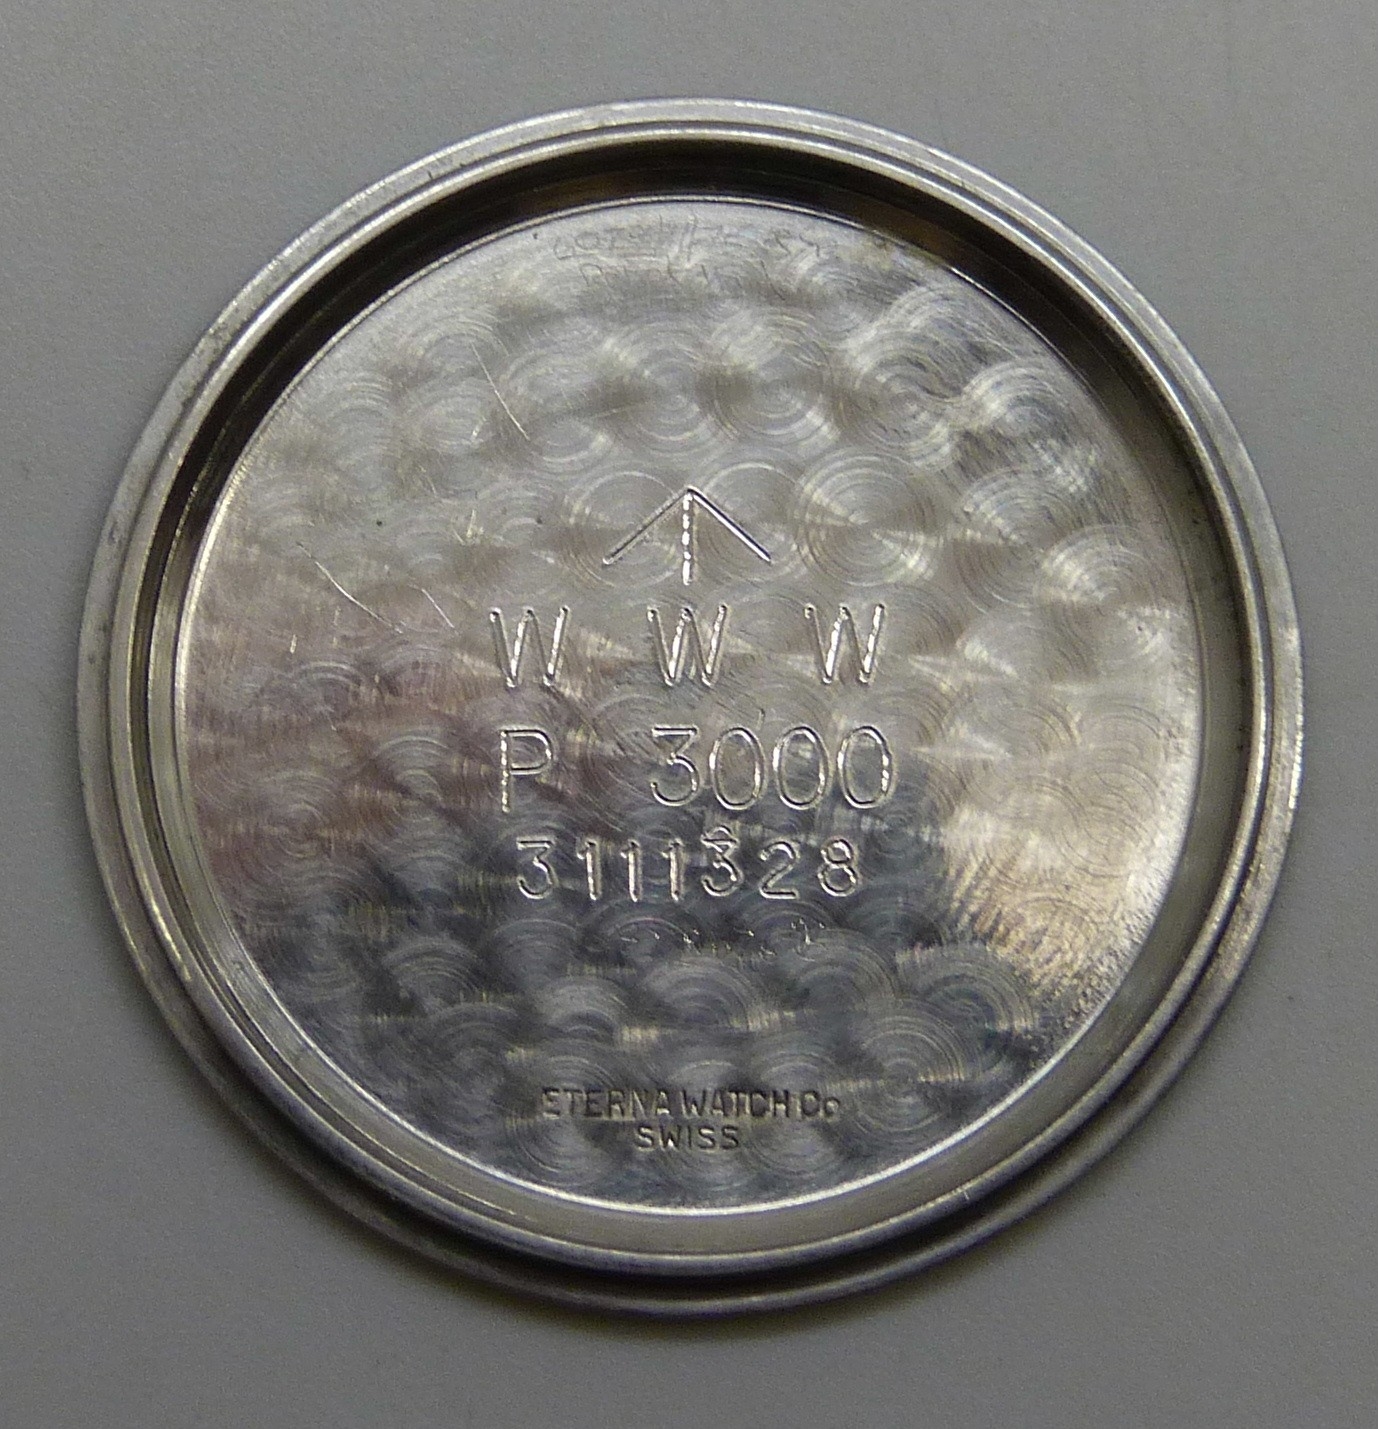 W W W
P 3000
3111328
ETERNA WATCH Co
SWISS